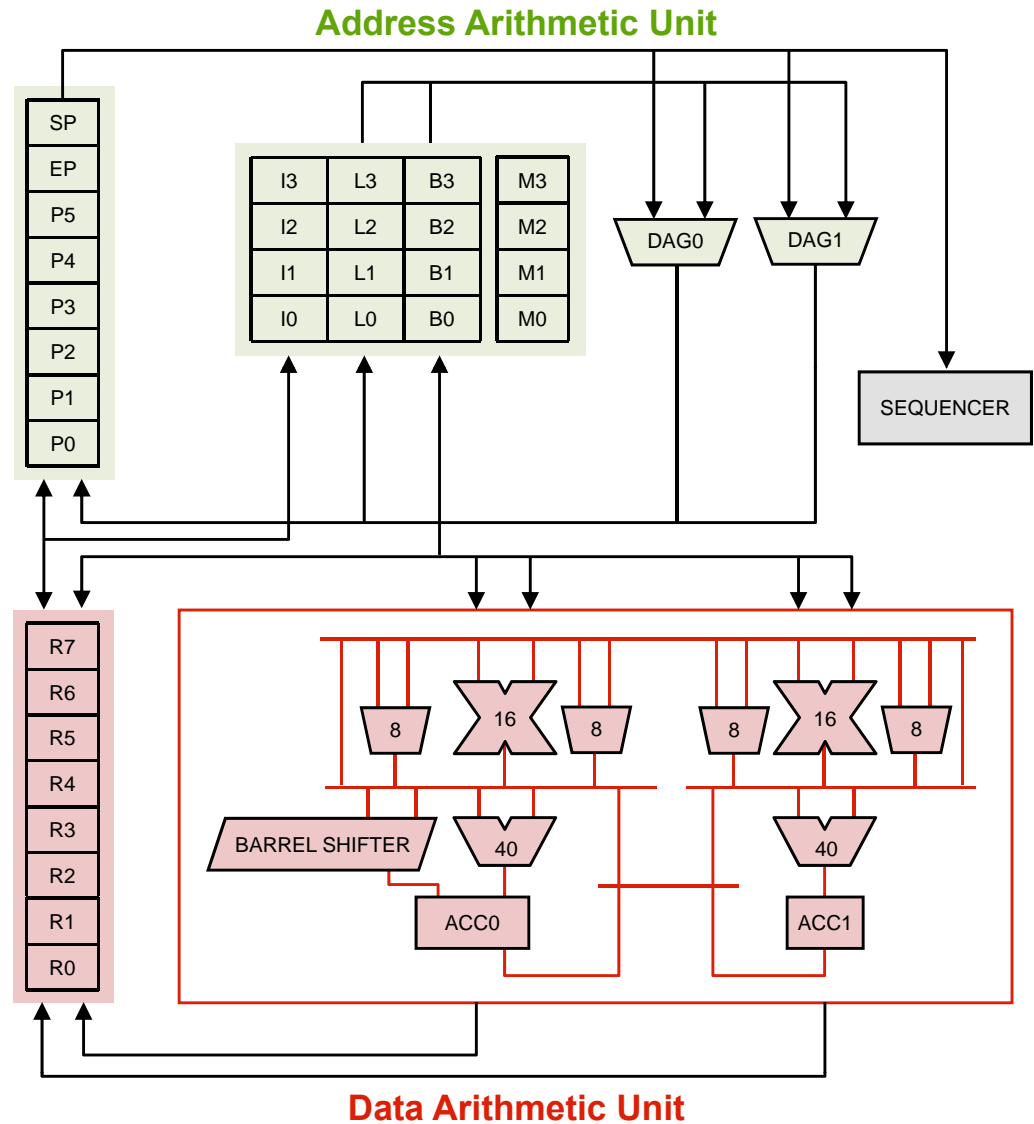 Address Arithmetic Unit
SP
EP
P5
P4
P3
P2
P1
P0
I3 L3 B3 M3
I2 L2 B2 M2
I1 L1 B1 M1
I0 L0 B0 M0
DAG0 DAG1
SEQUENCER
R7
R6
R5
R4
R3
R2
R1
R0
8 16 8 8 16 8
BARREL SHIFTER 40 40
ACC0 ACC1
Data Arithmetic Unit